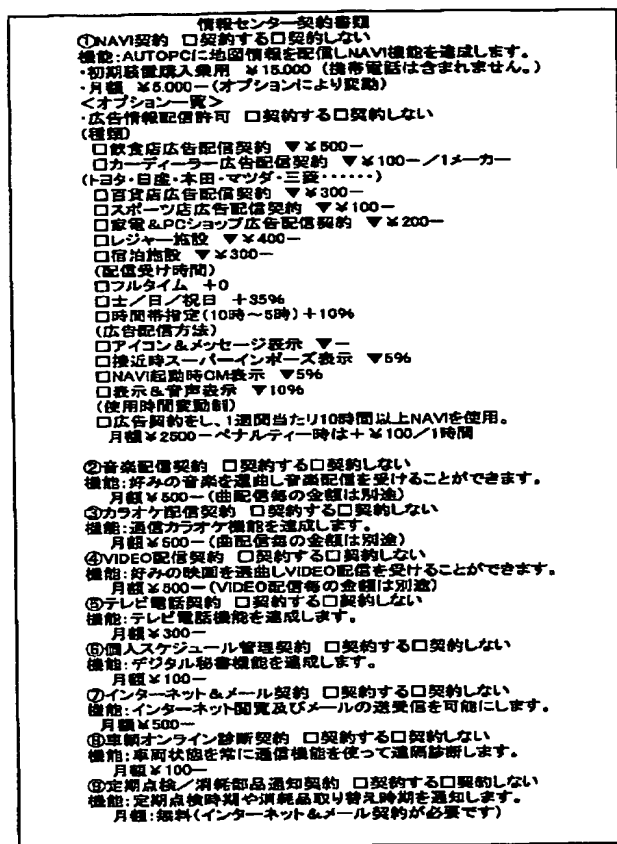 情報センター契約書類
①NAVI契約 □契約する□契約しない
機能:AUTOPCに地図情報を配信しNAVI機能を達成します。
・初期装置購入費用 ¥15.000 (携帯電話は含まれません。)
・月額 ¥5.000ー(オプションにより変動)
<オプション一覧>
・広告情報配信許可 □契約する□契約しない
(種類)
□飲食店広告配信契約 ▼¥500ー
□カーディーラー広告配信契約 ▼¥100ー/1メーカー
(トヨタ・日産・本田・マツダ・三菱・・・・・・)
□百貨店広告配信契約 ▼¥300ー
□スポーツ店広告配信契約 ▼¥100ー
□家電&PCショップ広告配信契約 ▼¥200ー
□レジャー施設 ▼¥400ー
□宿泊施設 ▼¥300ー
(配信受け時間)
□フルタイム +0
□土/日/祝日 +35%
□時間帯指定(10時~5時)+10%
(広告配信方法)
□アイコン&メッセージ表示 ▼ー
□接近時スーパーインポーズ表示 ▼5%
□NAVI起動時CM表示 ▼5%
□表示&音声表示 ▼10%
(使用時間変動制)
□広告契約をし、1週間当たり10時間以上NAVIを使用。
月額¥2500ーペナルティー時は+¥100/1時間
②音楽配信契約 □契約する□契約しない
機能:好みの音楽を選曲し音楽配信を受けることができます。
月額¥500ー(曲配信毎の金額は別途)
③カラオケ配信契約 □契約する□契約しない
機能:通信カラオケ機能を達成します。
月額¥500ー(曲配信毎の金額は別途)
④VIDEO配信契約 □契約する□契約しない
機能:好みの映画を選曲しVIDEO配信を受けることができます。
月額¥500ー(VIDEO配信毎の金額は別途)
⑤テレビ電話契約 □契約する□契約しない
機能:テレビ電話機能を達成します。
月額¥300ー
⑥個人スケジュール管理契約 □契約する□契約しない
機能:デジタル秘書機能を達成します。
月額¥100ー
⑦インターネット&メール契約 □契約する□契約しない
機能:インターネット閲覧及びメールの送受信を可能にします。
月額¥500ー
⑧車輌オンライン診断契約 □契約する□契約しない
機能:車両状態を常に通信機能を使って遠隔診断します。
月額¥100ー
⑨定期点検/消耗部品通知契約 □契約する□契約しない
機能:定期点検時期や消耗品取り替え時期を通知します。
月額:無料(インターネット&メール契約が必要です)